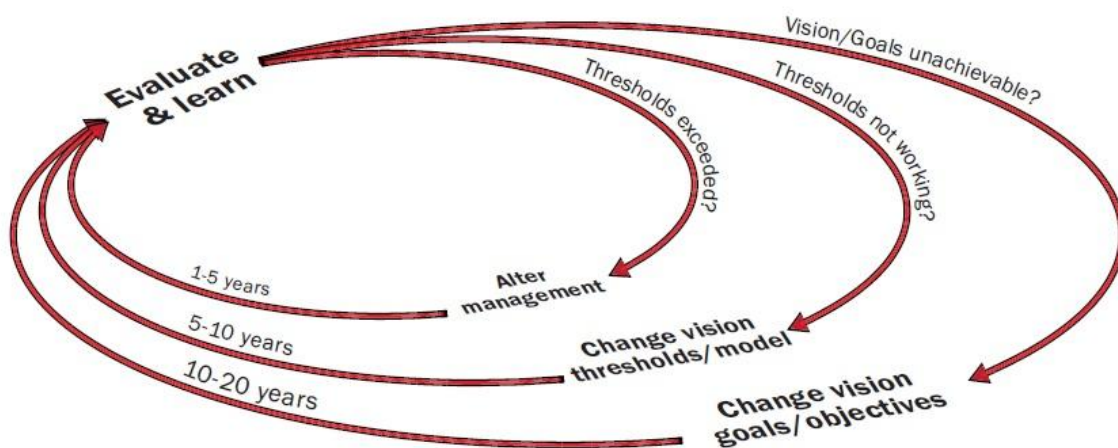 Evaluate
& learn
Vision/Goals unachievable?
Thresholds not working?
Thresholds exceeded?
1-5 years
Alter
management
5-10 years
Change vision
thresholds/model
10-20 years
Change vision
goals/objectives